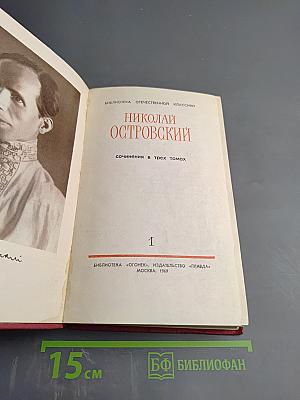 БИБЛИОТЕКА ОТЕЧЕСТВЕННОЙ КЛАССИКИ
НИКОЛАЙ
ОСТРОВСКИЙ
СОЧИНЕНИЯ В ТРЕХ ТОМАХ
1
БИБЛИОТЕКА «ОГОНЕК». ИЗДАТЕЛЬСТВО «ПРАВДА»
МОСКВА. 1969
15 см
БФ БИБЛИОФАН